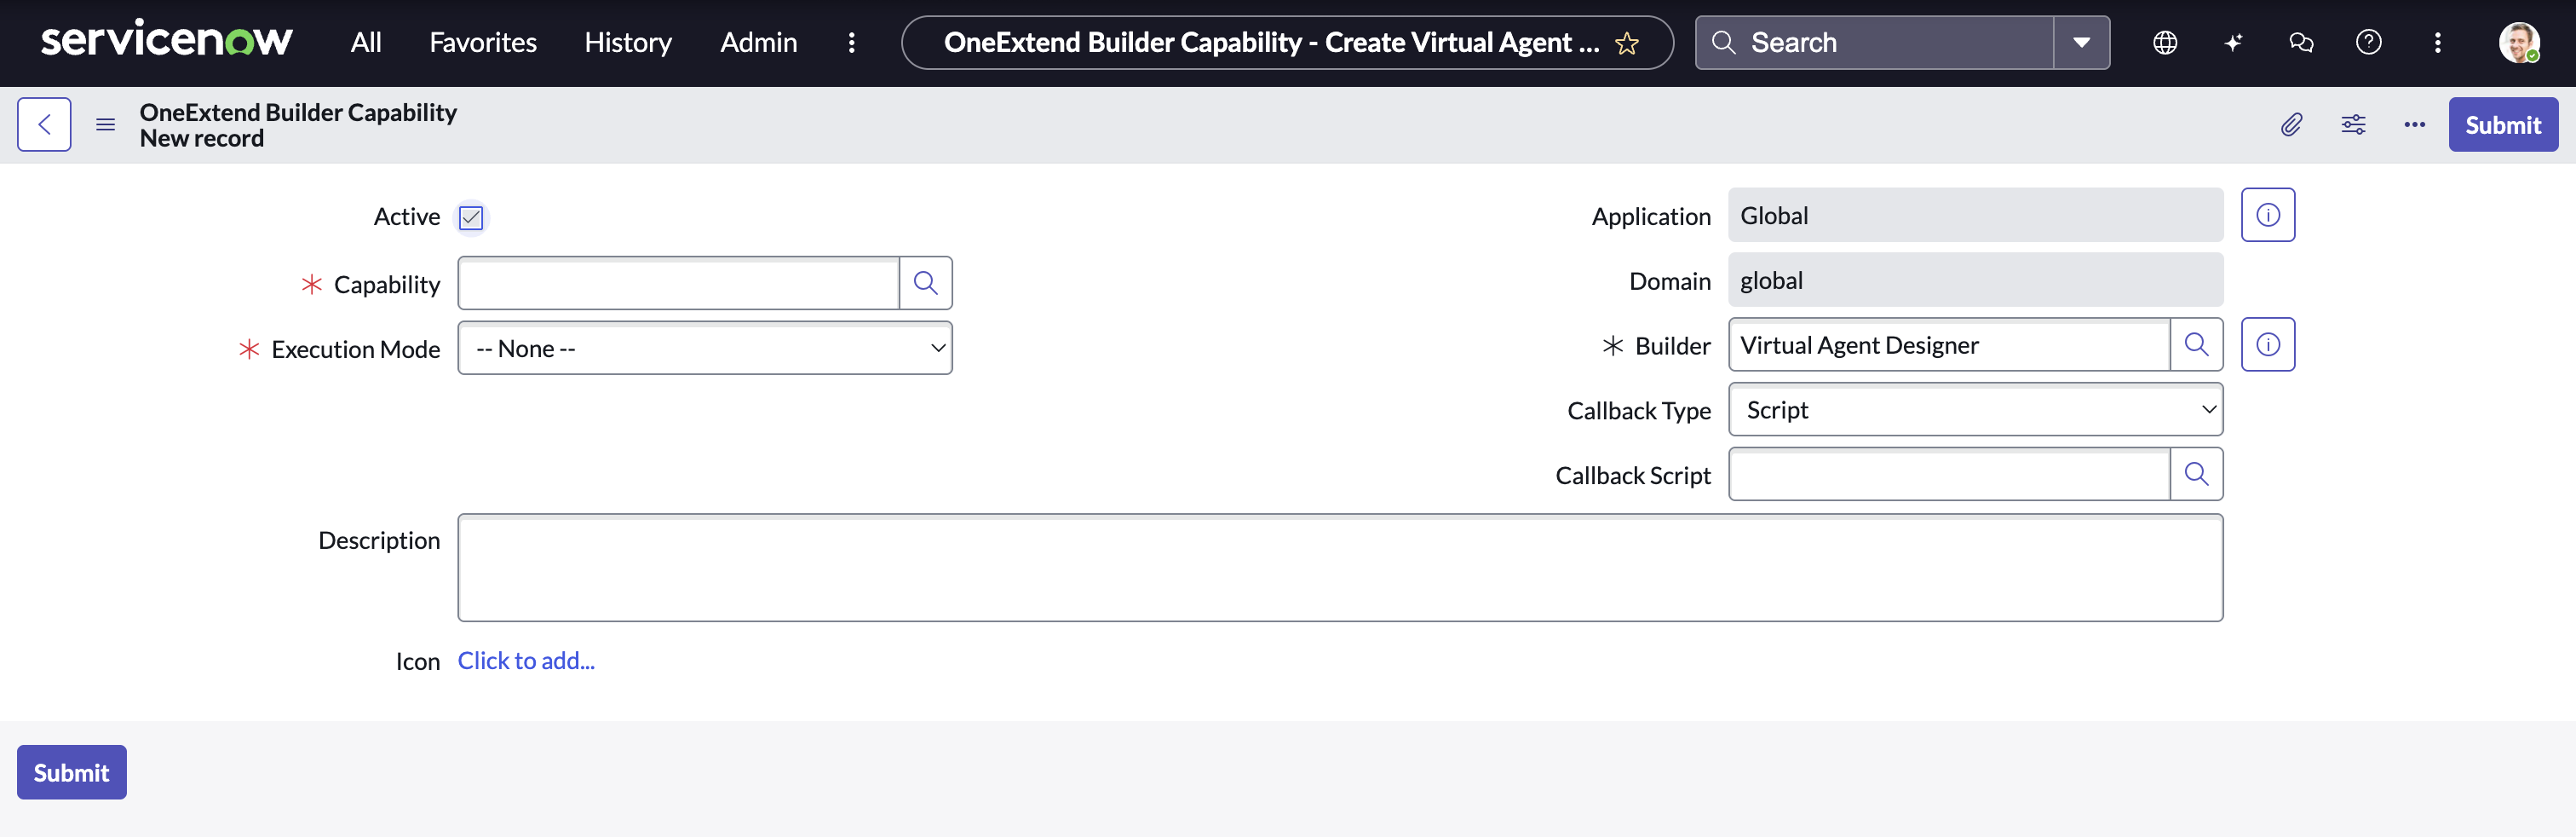 servicenow
All
Favorites
History
Admin
OneExtend Builder Capability - Create Virtual Agent ...
Search
OneExtend Builder Capability
New record
Submit
Active
Capability
Execution Mode
-- None --
Application
Global
Domain
global
Builder
Virtual Agent Designer
Callback Type
Script
Callback Script
Description
Icon
Click to add...
Submit